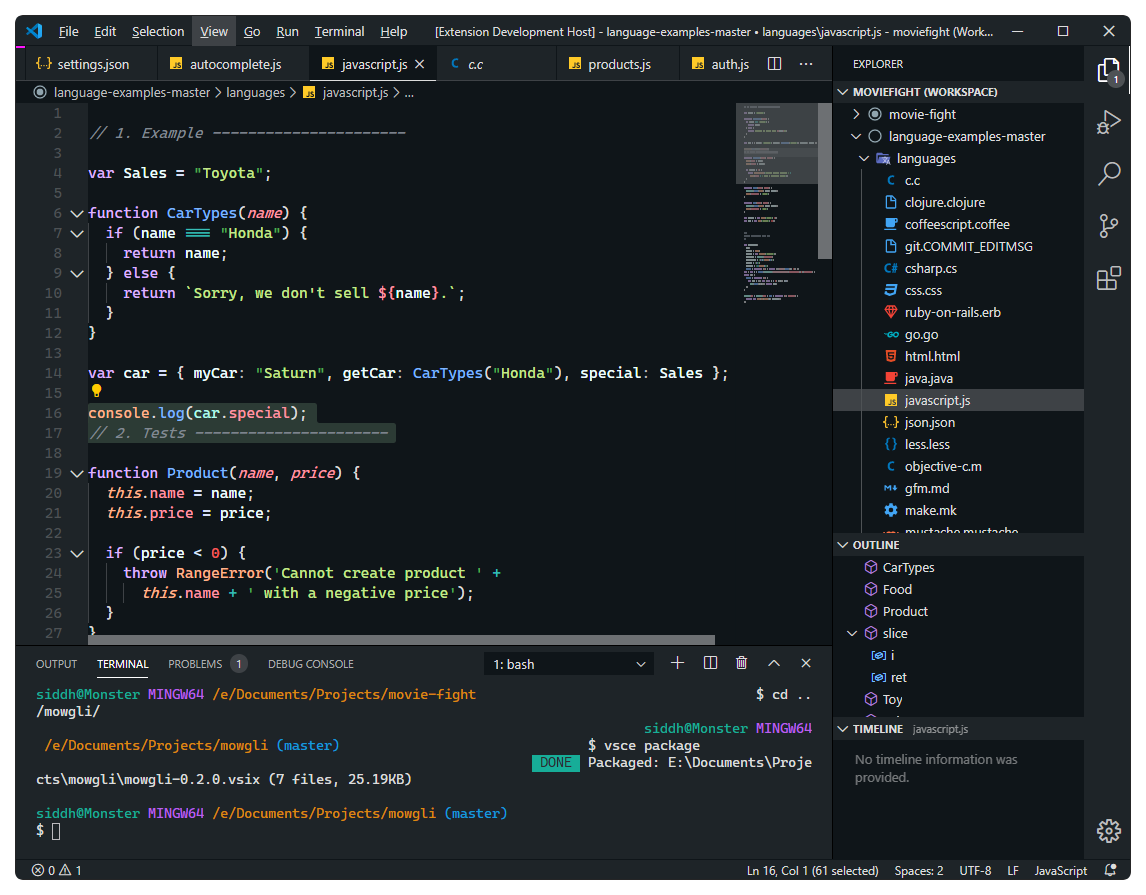 File Edit Selection View Go Run Terminal Help [Extension Development Host] - language-examples-master • languages\javascript.js - moviefight (Work...
settings.json autocomplete.js javascript.js c.c products.js auth.js
language-examples-master > languages > javascript.js > ...
1
2 // 1. Example ----------------------
3
4 var Sales = "Toyota";
5
6 function CarTypes(name) {
7 if (name === "Honda") {
8 return name;
9 } else {
10 return `Sorry, we don't sell ${name}.`;
11 }
12 }
13
14 var car = { myCar: "Saturn", getCar: CarTypes("Honda"), special: Sales };
15
16 console.log(car.special);
17 // 2. Tests ----------------------
18
19 function Product(name, price) {
20 this.name = name;
21 this.price = price;
22
23 if (price < 0) {
24 throw RangeError('Cannot create product ' +
25 this.name + ' with a negative price');
26 }
27 }
OUTPUT TERMINAL PROBLEMS 1 DEBUG CONSOLE 1: bash
siddh@Monster MINGW64 /e/Documents/Projects/movie-fight $ cd ..
/mowgli/
siddh@Monster MINGW64
/e/Documents/Projects/mowgli (master) $ vsce package
DONE Packaged: E:\Documents\Proje
cts\mowgli\mowgli-0.2.0.vsix (7 files, 25.19KB)
siddh@Monster MINGW64 /e/Documents/Projects/mowgli (master)
$
EXPLORER
1
MOVIEFIGHT (WORKSPACE)
movie-fight
language-examples-master
languages
C c.c
clojure.clojure
coffeescript.coffee
git.COMMIT_EDITMSG
C# csharp.cs
css.css
ruby-on-rails.erb
GO go.go
html.html
java.java
JS javascript.js
json.json
less.less
C objective-c.m
gfm.md
make.mk
mustache.mustache
OUTLINE
CarTypes
Food
Product
slice
i
ret
Toy
TIMELINE javascript.js
No timeline information was
provided.
0 1 Ln 16, Col 1 (61 selected) Spaces: 2 UTF-8 LF JavaScript